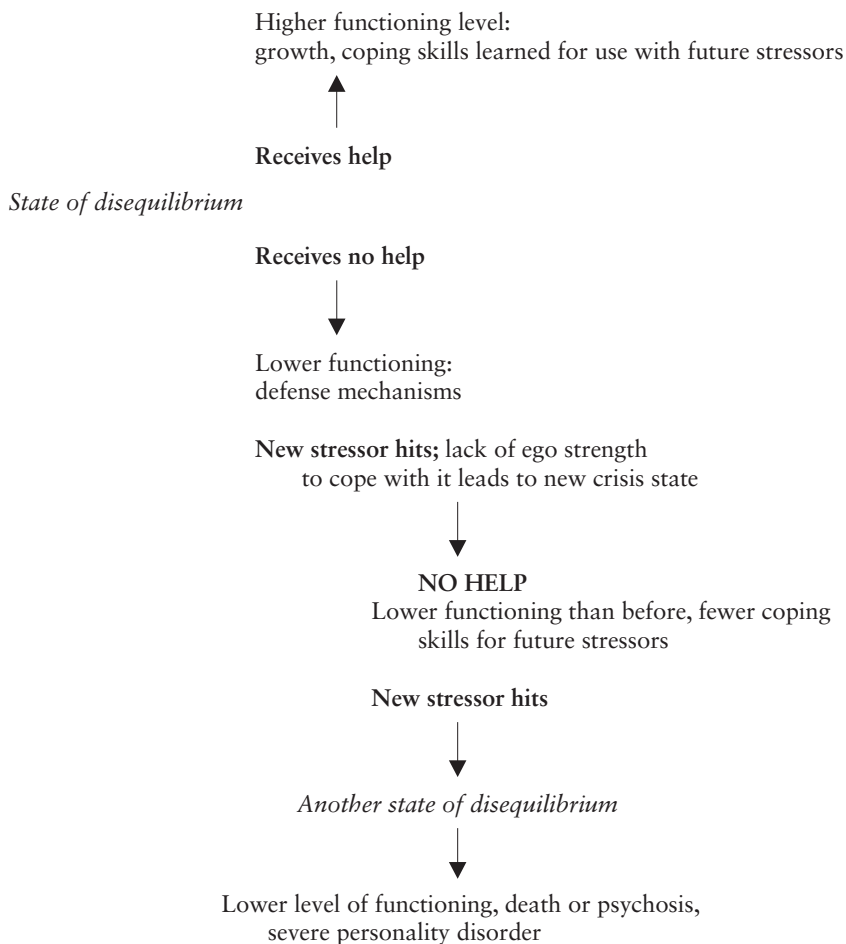 Higher functioning level:
growth, coping skills learned for use with future stressors
Receives help
State of disequilibrium
Receives no help
Lower functioning:
defense mechanisms
New stressor hits; lack of ego strength
to cope with it leads to new crisis state
NO HELP
Lower functioning than before, fewer coping
skills for future stressors
New stressor hits
Another state of disequilibrium
Lower level of functioning, death or psychosis,
severe personality disorder